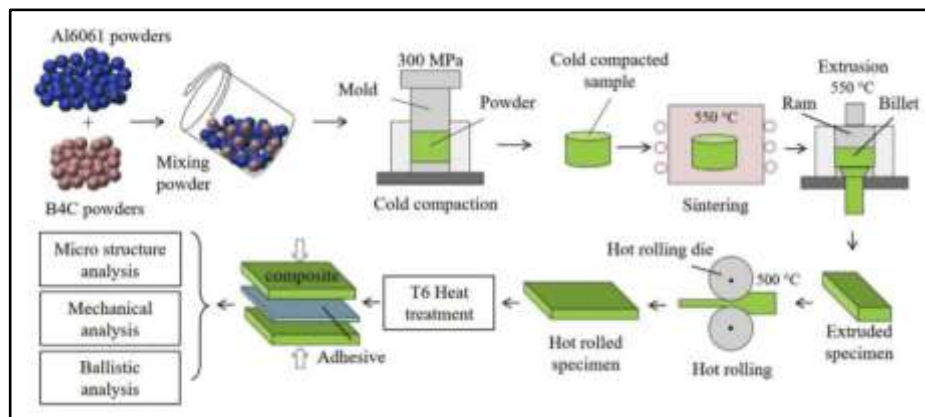 Al6061 powders
+
B4C powders
Mixing
powder
300 MPa
Mold
Powder
Cold compaction
Cold compacted
sample
550 °C
Sintering
Extrusion
550 °C
Ram
Billet
Extruded
specimen
Hot rolling die
500 °C
Hot rolling
Hot rolled
specimen
T6 Heat
treatment
composite
Adhesive
Micro structure
analysis
Mechanical
analysis
Ballistic
analysis